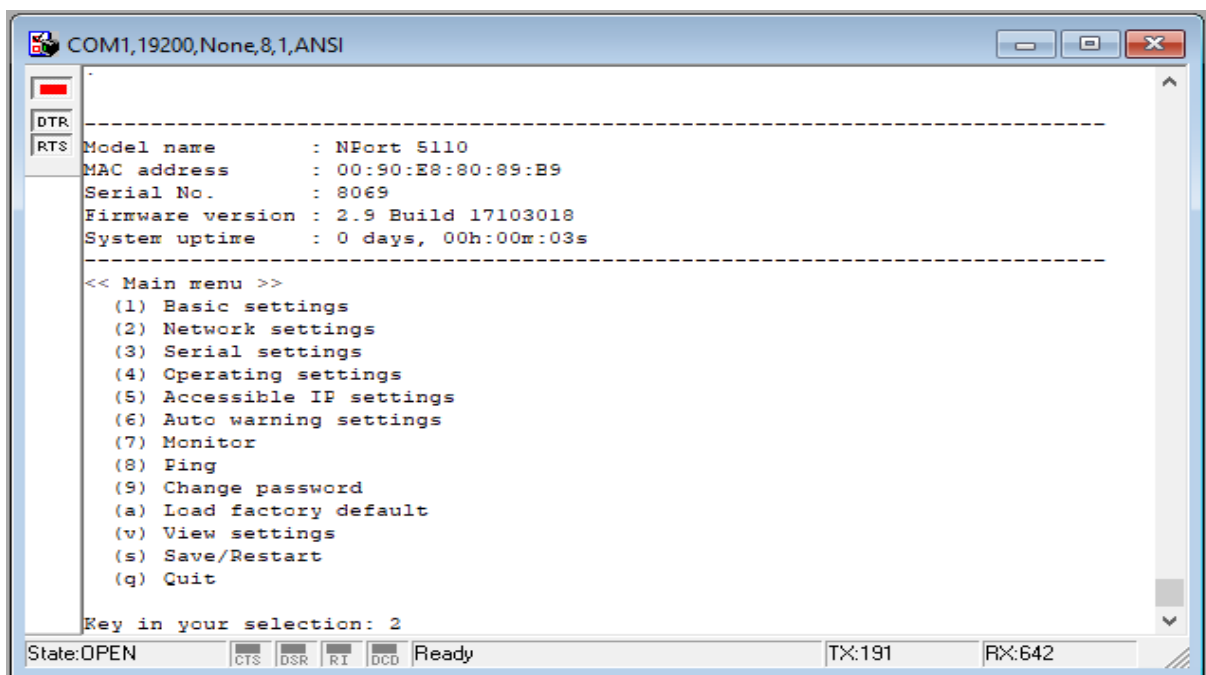 COM1,19200,None,8,1,ANSI
DTR
RTS
--------------------------------------------------------------------------------
Model name : NPort 5110
MAC address : 00:90:E8:80:89:B9
Serial No. : 8069
Firmware version : 2.9 Build 17103018
System uptime : 0 days, 00h:00m:03s
--------------------------------------------------------------------------------
<< Main menu >>
(1) Basic settings
(2) Network settings
(3) Serial settings
(4) Operating settings
(5) Accessible IP settings
(6) Auto warning settings
(7) Monitor
(8) Ping
(9) Change password
(a) Load factory default
(v) View settings
(s) Save/Restart
(q) Quit
Key in your selection: 2
State:OPEN CTS DSR RI DCD Ready TX:191 RX:642